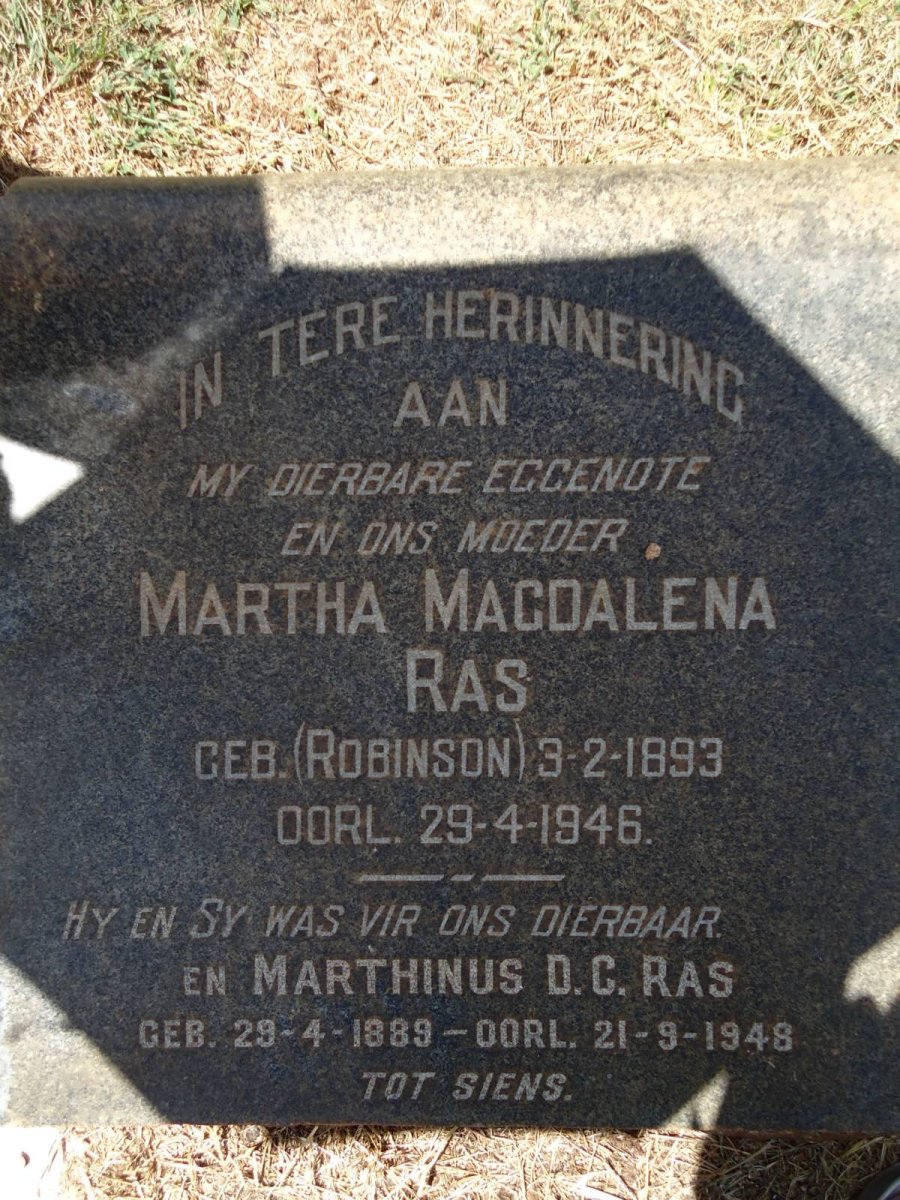 IN TERE HERINNERING
AAN
MY DIERBARE EGGENOTE
EN ONS MOEDER
MARTHA MAGDALENA
RAS
GEB. (ROBINSON) 3-2-1893
OORL. 29-4-1946.
HY EN SY WAS VIR ONS DIERBAAR.
EN MARTHINUS D.C. RAS
GEB. 29-4-1889 - OORL. 21-9-1948
TOT SIENS.